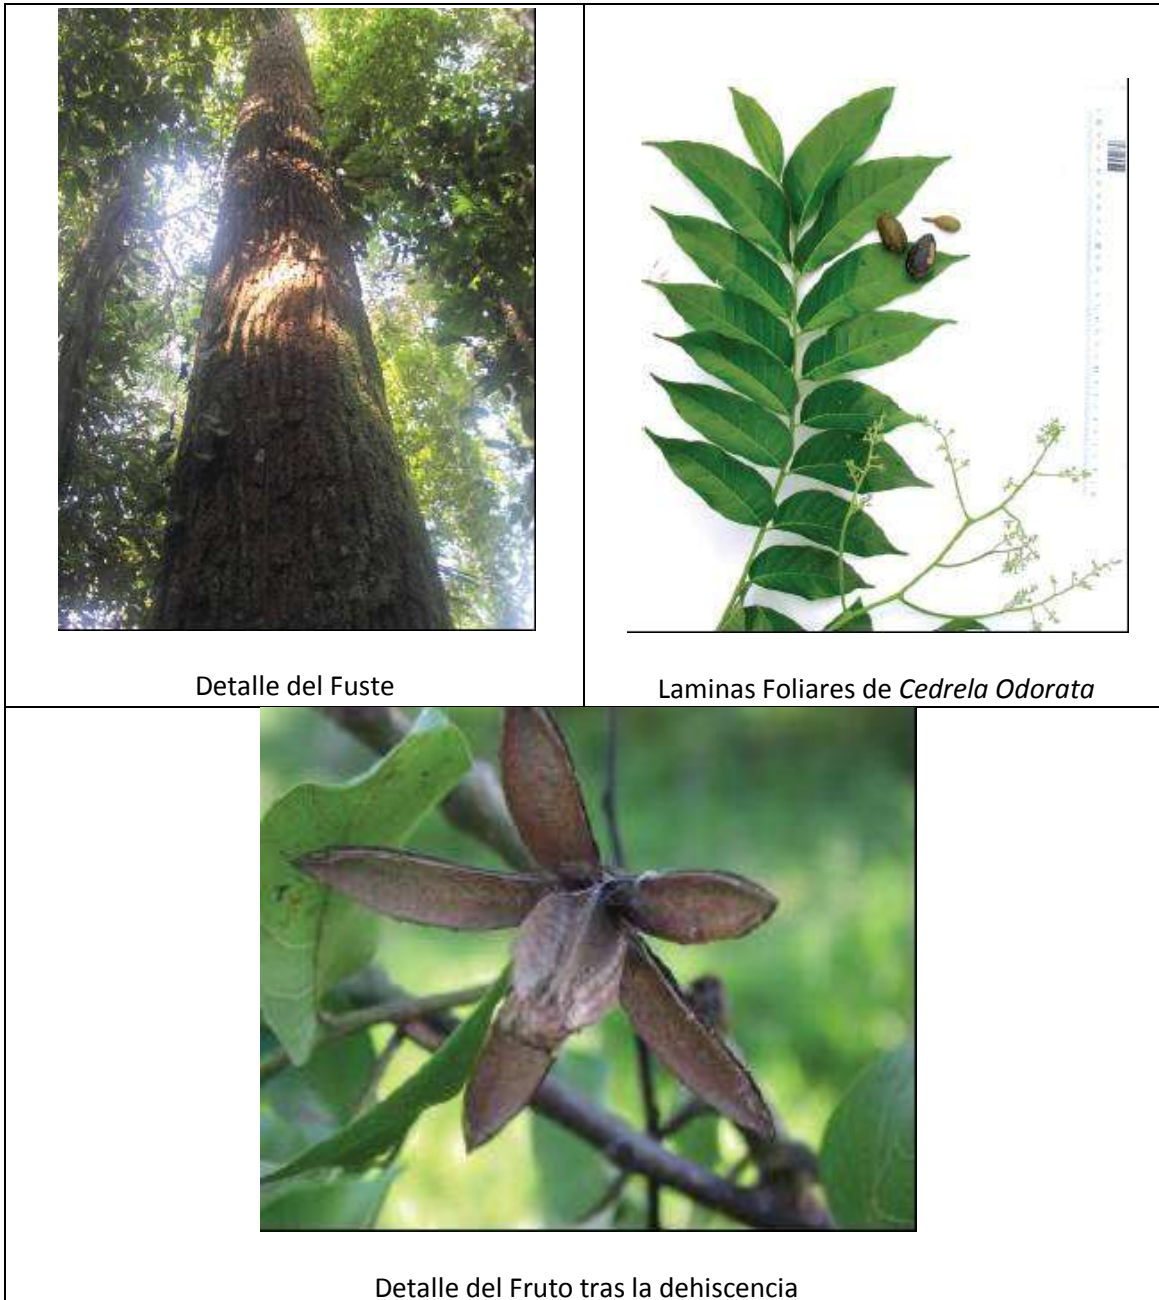 Detalle del Fuste
Laminas Foliares de Cedrela Odorata
Detalle del Fruto tras la dehiscencia